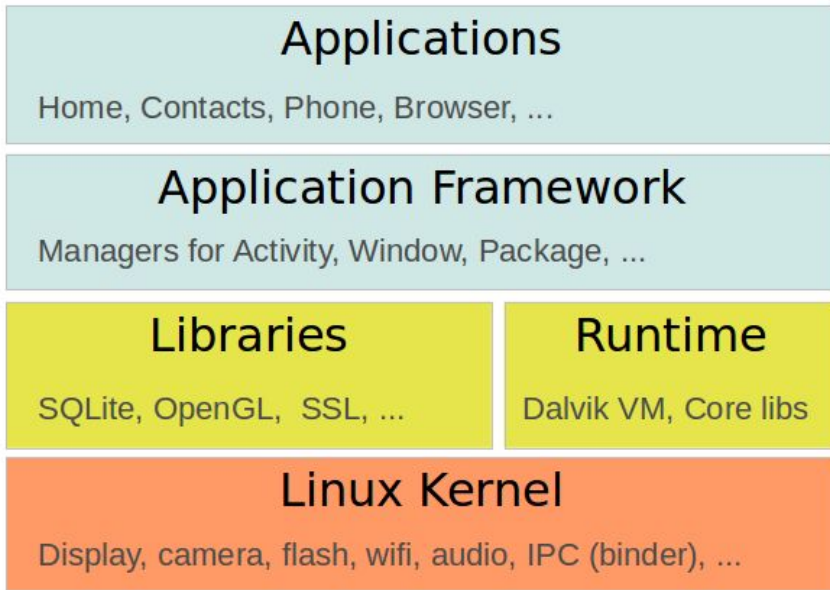 Applications
Home, Contacts, Phone, Browser, ...
Application Framework
Managers for Activity, Window, Package, ...
Libraries
SQLite, OpenGL, SSL, ...
Runtime
Dalvik VM, Core libs
Linux Kernel
Display, camera, flash, wifi, audio, IPC (binder), ...